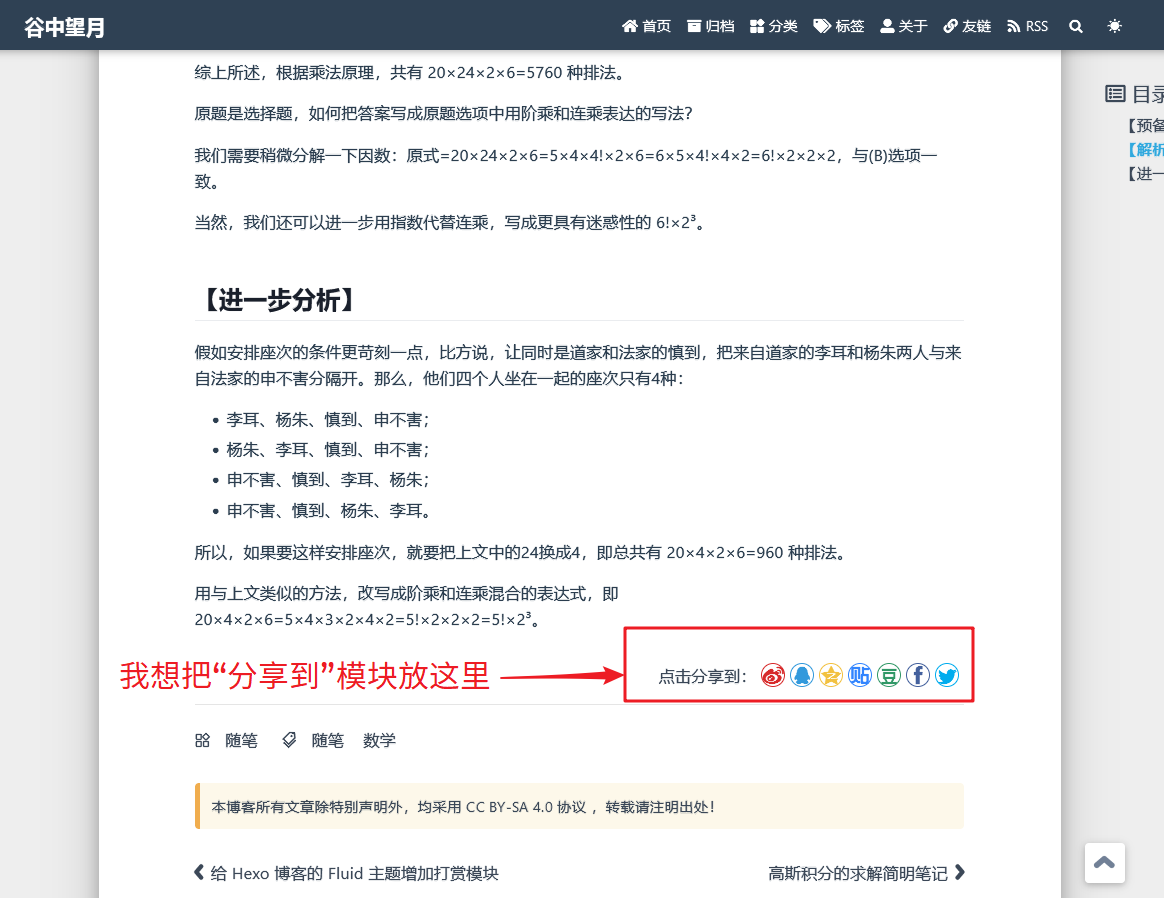 谷中望月
首页 归档 分类 标签 关于 友链 RSS
综上所述，根据乘法原理，共有 20×24×2×6=5760 种排法。
原题是选择题，如何把答案写成原题选项中用阶乘和连乘表达的写法？
我们需要稍微分解一下因数：原式=20×24×2×6=5×4×4!×2×6=6×5×4!×4×2=6!×2×2×2，与(B)选项一
致。
当然，我们还可以进一步用指数代替连乘，写成更具有迷惑性的 6!×2³。
【进一步分析】
假如安排座次的条件更苛刻一点，比方说，让同时是道家和法家的慎到，把来自道家的李耳和杨朱两人与来
自法家的申不害分隔开。那么，他们四个人坐在一起的座次只有4种：
• 李耳、杨朱、慎到、申不害；
• 杨朱、李耳、慎到、申不害；
• 申不害、慎到、李耳、杨朱；
• 申不害、慎到、杨朱、李耳。
所以，如果要这样安排座次，就要把上文中的24换成4，即总共有 20×4×2×6=960 种排法。
用与上文类似的方法，改写成阶乘和连乘混合的表达式，即
20×4×2×6=5×4×3×2×4×2=5!×2×2×2=5!×2³。
我想把“分享到”模块放这里
点击分享到：
贴 豆 f
随笔 随笔 数学
本博客所有文章除特别声明外，均采用 CC BY-SA 4.0 协议 ，转载请注明出处！
给 Hexo 博客的 Fluid 主题增加打赏模块
高斯积分的求解简明笔记
目录
【预备
【解析
【进一